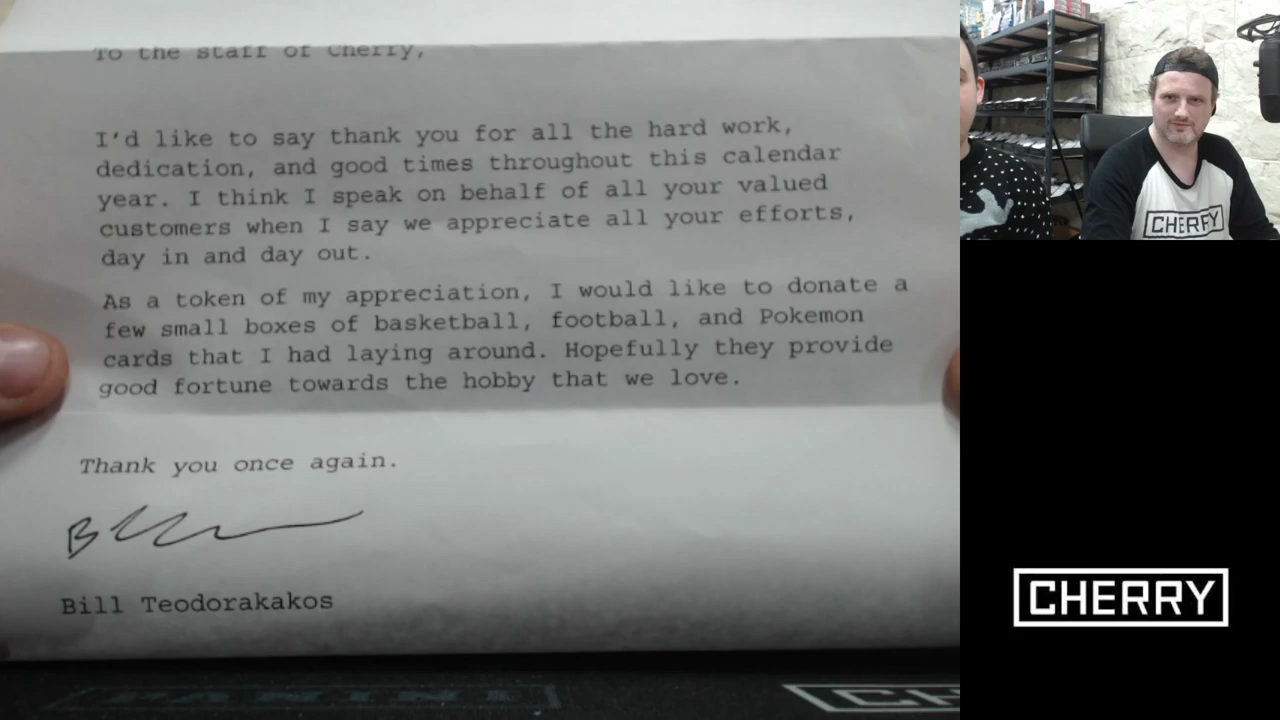 To the staff of Cherry,
I'd like to say thank you for all the hard work,
dedication, and good times throughout this calendar
year. I think I speak on behalf of all your valued
customers when I say we appreciate all your efforts,
day in and day out.
As a token of my appreciation, I would like to donate a
few small boxes of basketball, football, and Pokemon
cards that I had laying around. Hopefully they provide
good fortune towards the hobby that we love.
Thank you once again.
Bill Teodorakakos
PANINI
CH
CHERRY
CHERRY